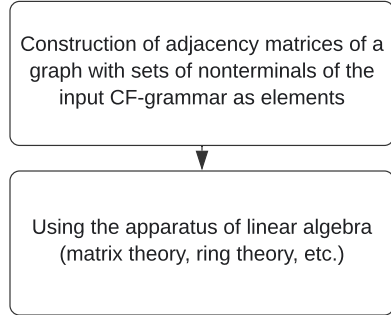 Construction of adjacency matrices of a
graph with sets of nonterminals of the
input CF-grammar as elements
Using the apparatus of linear algebra
(matrix theory, ring theory, etc.)